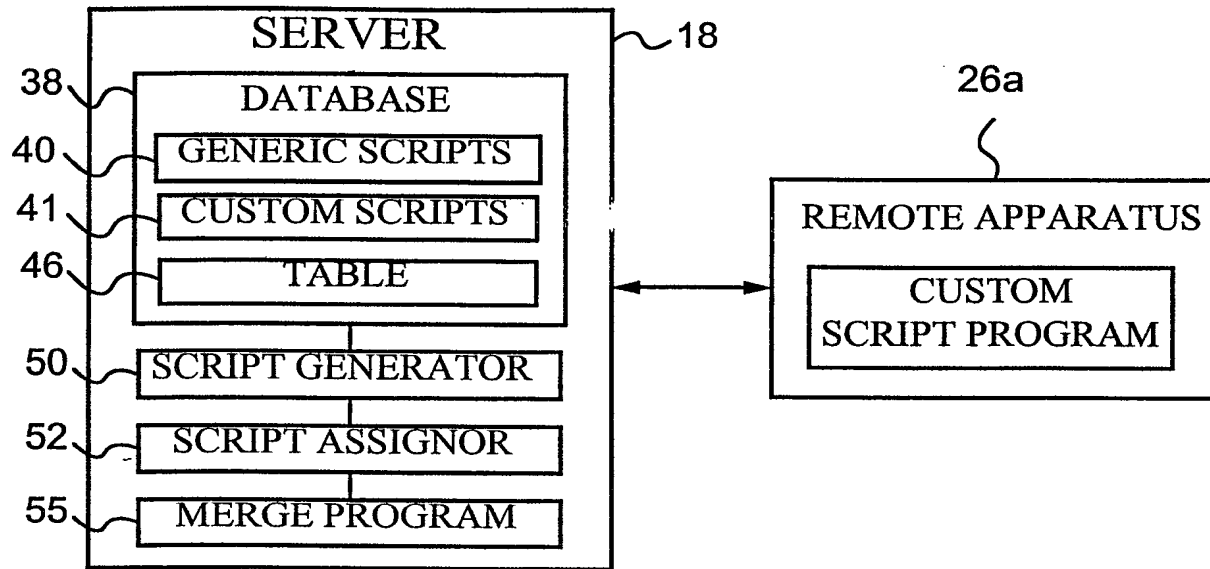 SERVER
18
38
DATABASE
40
GENERIC SCRIPTS
41
CUSTOM SCRIPTS
46
TABLE
50
SCRIPT GENERATOR
52
SCRIPT ASSIGNOR
55
MERGE PROGRAM
26a
REMOTE APPARATUS
CUSTOM
SCRIPT PROGRAM